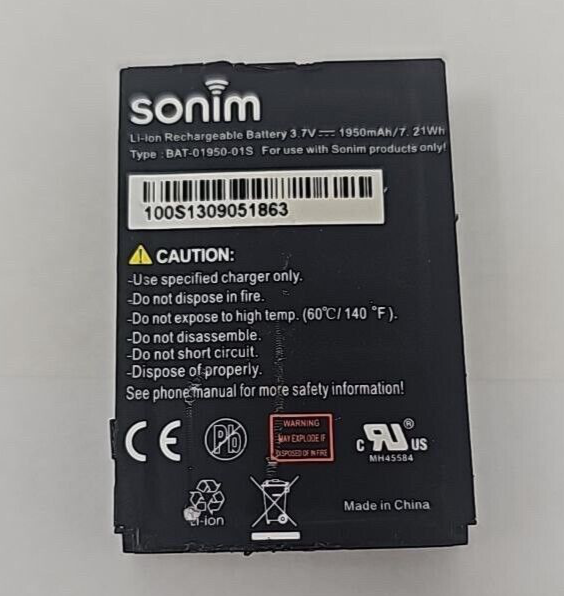 sonim
Li-ion Rechargeable Battery 3.7V⎓ 1950mAh/7.21Wh
Type : BAT-01950-01S For use with Sonim products only!
100S1309051863
CAUTION:
-Use specified charger only.
-Do not dispose in fire.
-Do not expose to high temp. (60℃/140 °F).
-Do not disassemble.
-Do not short circuit.
-Dispose of properly.
See phone manual for more safety information!
CE Pb c RU ® US
WARNING
MAY EXPLODE IF
DISPOSED OF IN FIRE
MH45584
Li-ion
Made in China